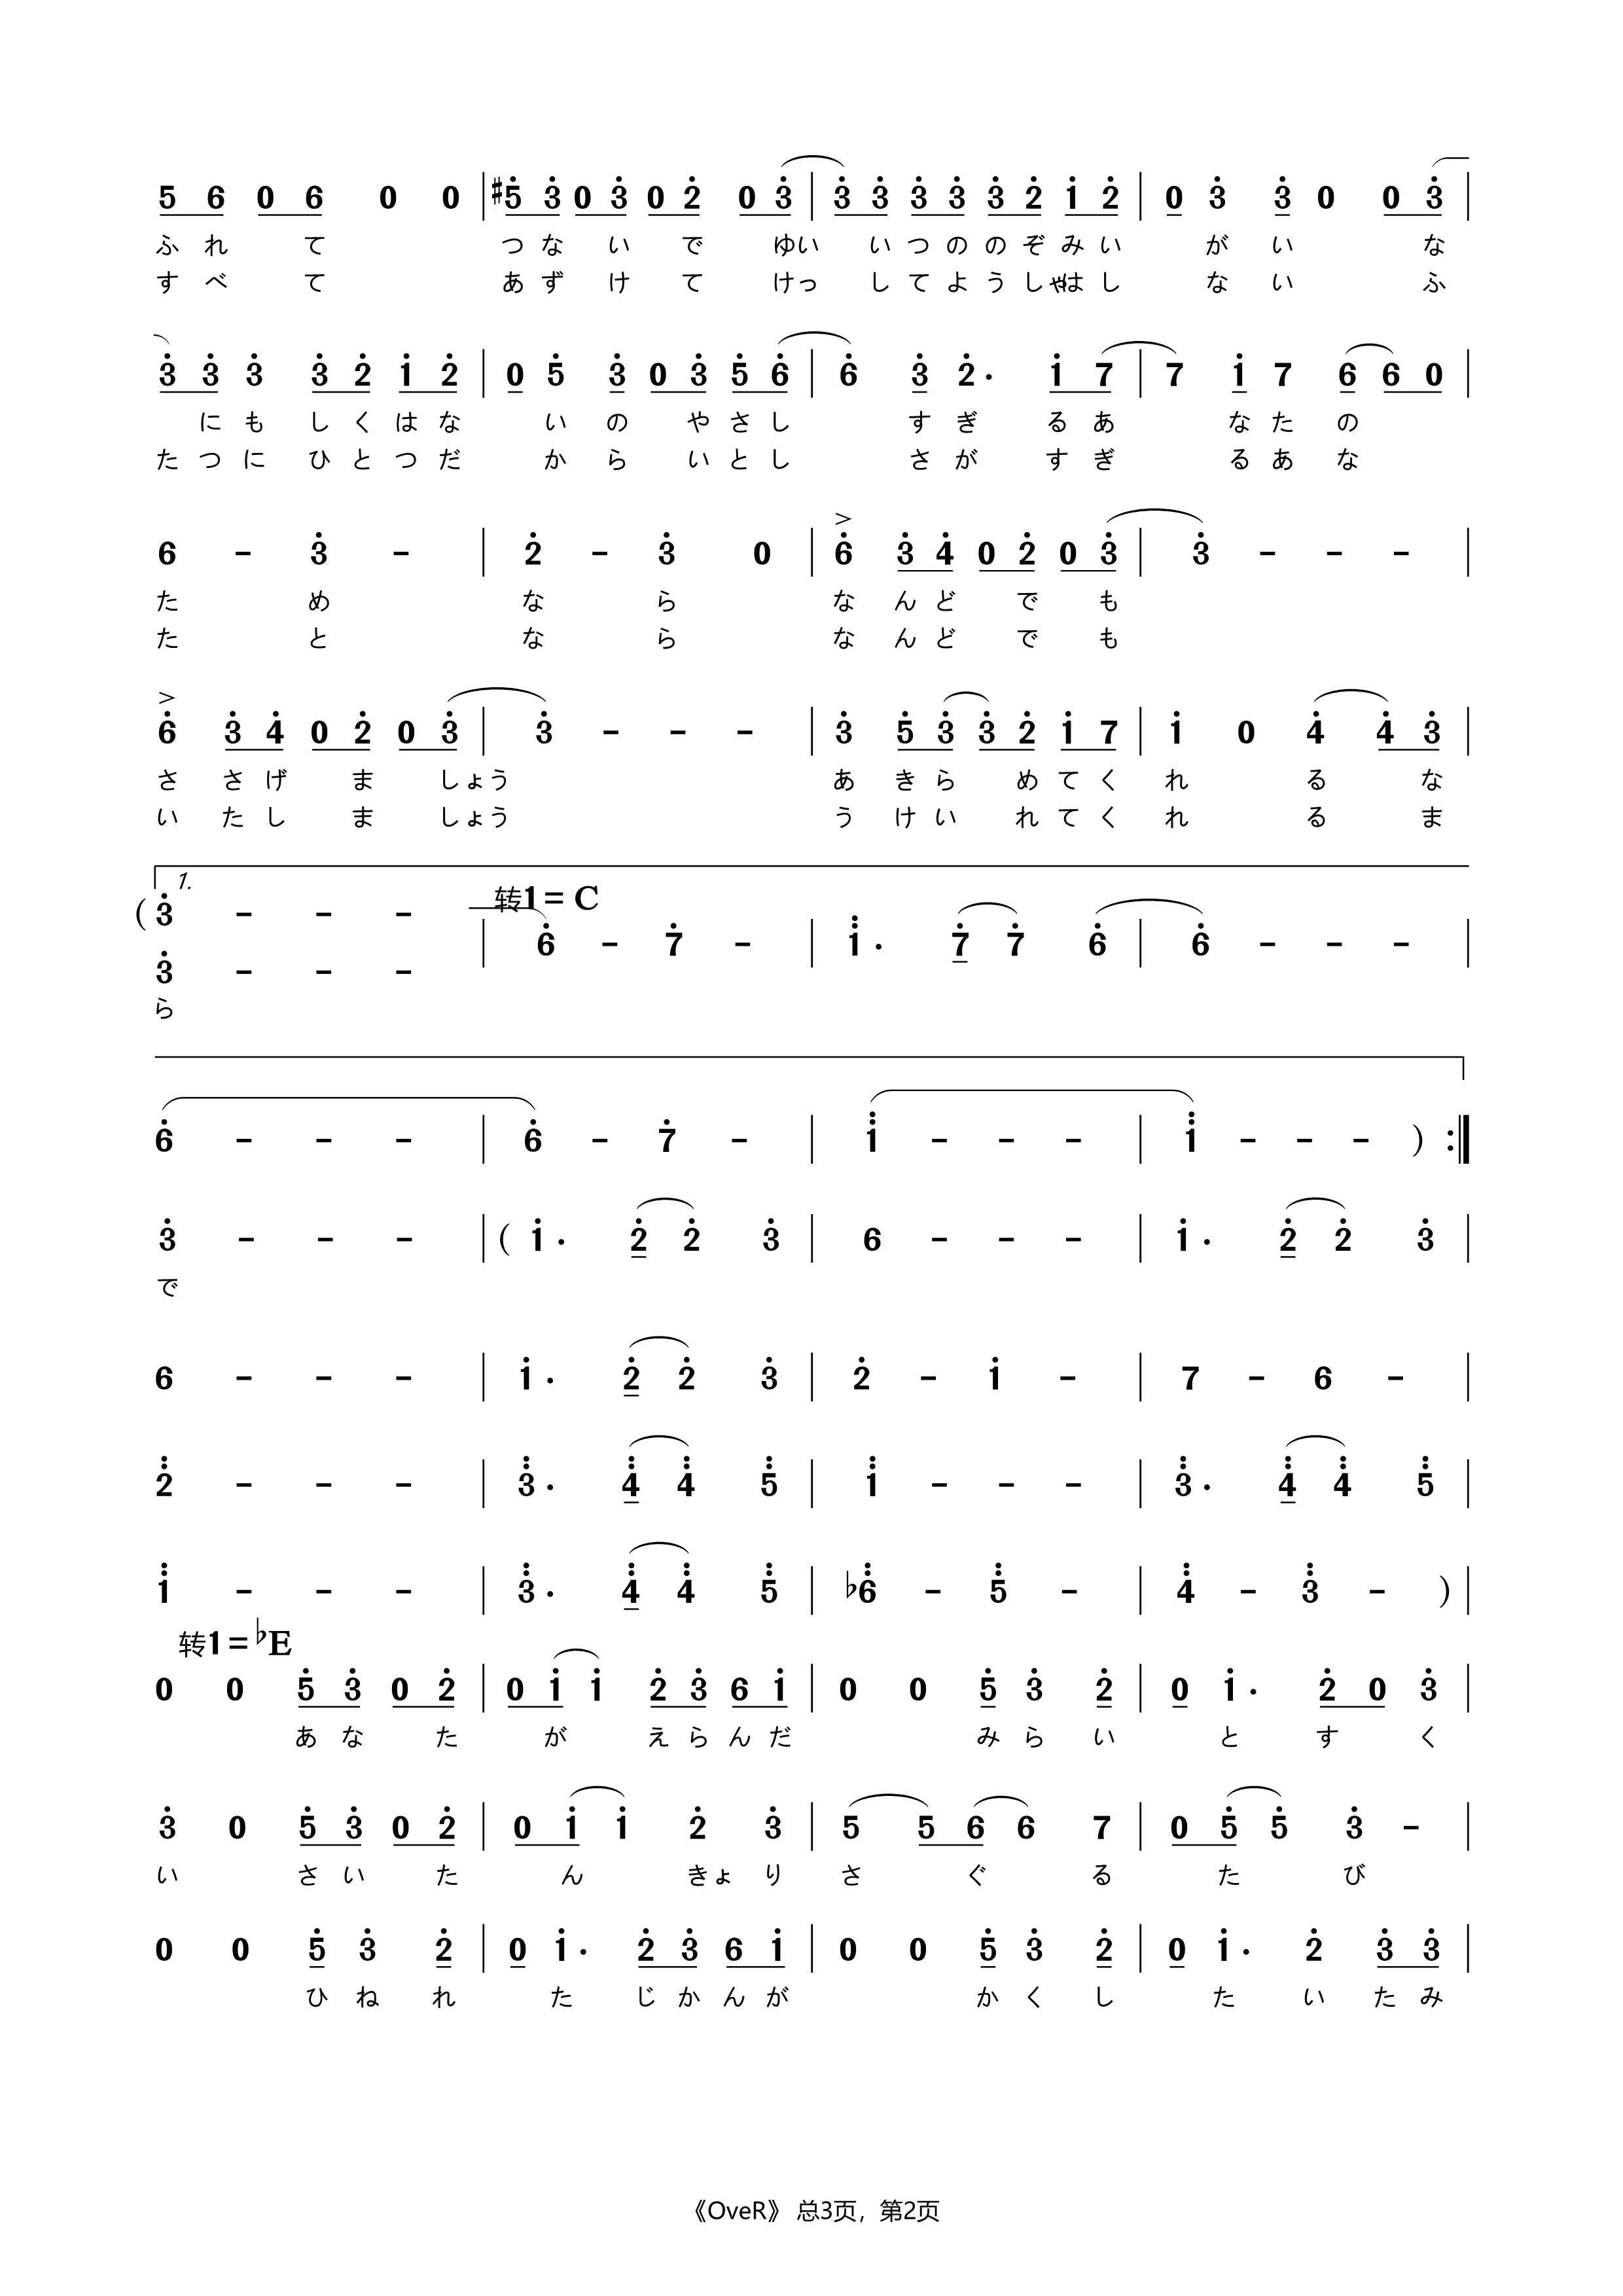 5 6 0 6 0 0 | #5 3 0 3 0 2 0 3 | 3 3 3 3 3 2 1 2 | 0 3 3 0 0 3 |
ふ れ て つ な い で ゆい い つ の の ぞ み い が い な
す べ て あ ず け て けっ し て よ う しゃ は し な い ふ
3 3 3 3 2 1 2 | 0 5 3 0 3 5 6 | 6 3 2 . 1 7 | 7 1 7 6 6 0 |
に も し く は な い の や さ し す ぎ る あ な た の
た つ に ひ と つ だ か ら い と し さ が す ぎ る あ な
>
6 - 3 - | 2 - 3 0 | 6 3 4 0 2 0 3 | 3 - - - |
た め な ら な ん ど で も
た と な ら な ん ど で も
>
6 3 4 0 2 0 3 | 3 - - - | 3 5 3 3 2 1 7 | 1 0 4 4 3 |
さ さ げ ま しょう あ き ら め て く れ る な
い た し ま しょう う け い れ て く れ る ま
1. 转1= C
( 3 - - - | 6 - 7 - | 1 . 7 7 6 | 6 - - - |
3 - - -
ら
6 - - - | 6 - 7 - | 1 - - - | 1 - - - ) :|
3 - - - | ( 1 . 2 2 3 | 6 - - - | 1 . 2 2 3 |
で
6 - - - | 1 . 2 2 3 | 2 - 1 - | 7 - 6 - |
2 - - - | 3 . 4 4 5 | 1 - - - | 3 . 4 4 5 |
1 - - - | 3 . 4 4 5 | ♭6 - 5 - | 4 - 3 - ) |
转1= ♭E
0 0 5 3 0 2 | 0 1 1 2 3 6 1 | 0 0 5 3 2 | 0 1 . 2 0 3 |
あ な た が え ら ん だ み ら い と す く
3 0 5 3 0 2 | 0 1 1 2 3 | 5 5 6 6 7 | 0 5 5 3 - |
い さ い た ん きょ り さ ぐ る た び
0 0 5 3 2 | 0 1 . 2 3 6 1 | 0 0 5 3 2 | 0 1 . 2 3 3 |
ひ ね れ た じ か ん が か く し た い た み
《OveR》 总3页，第2页